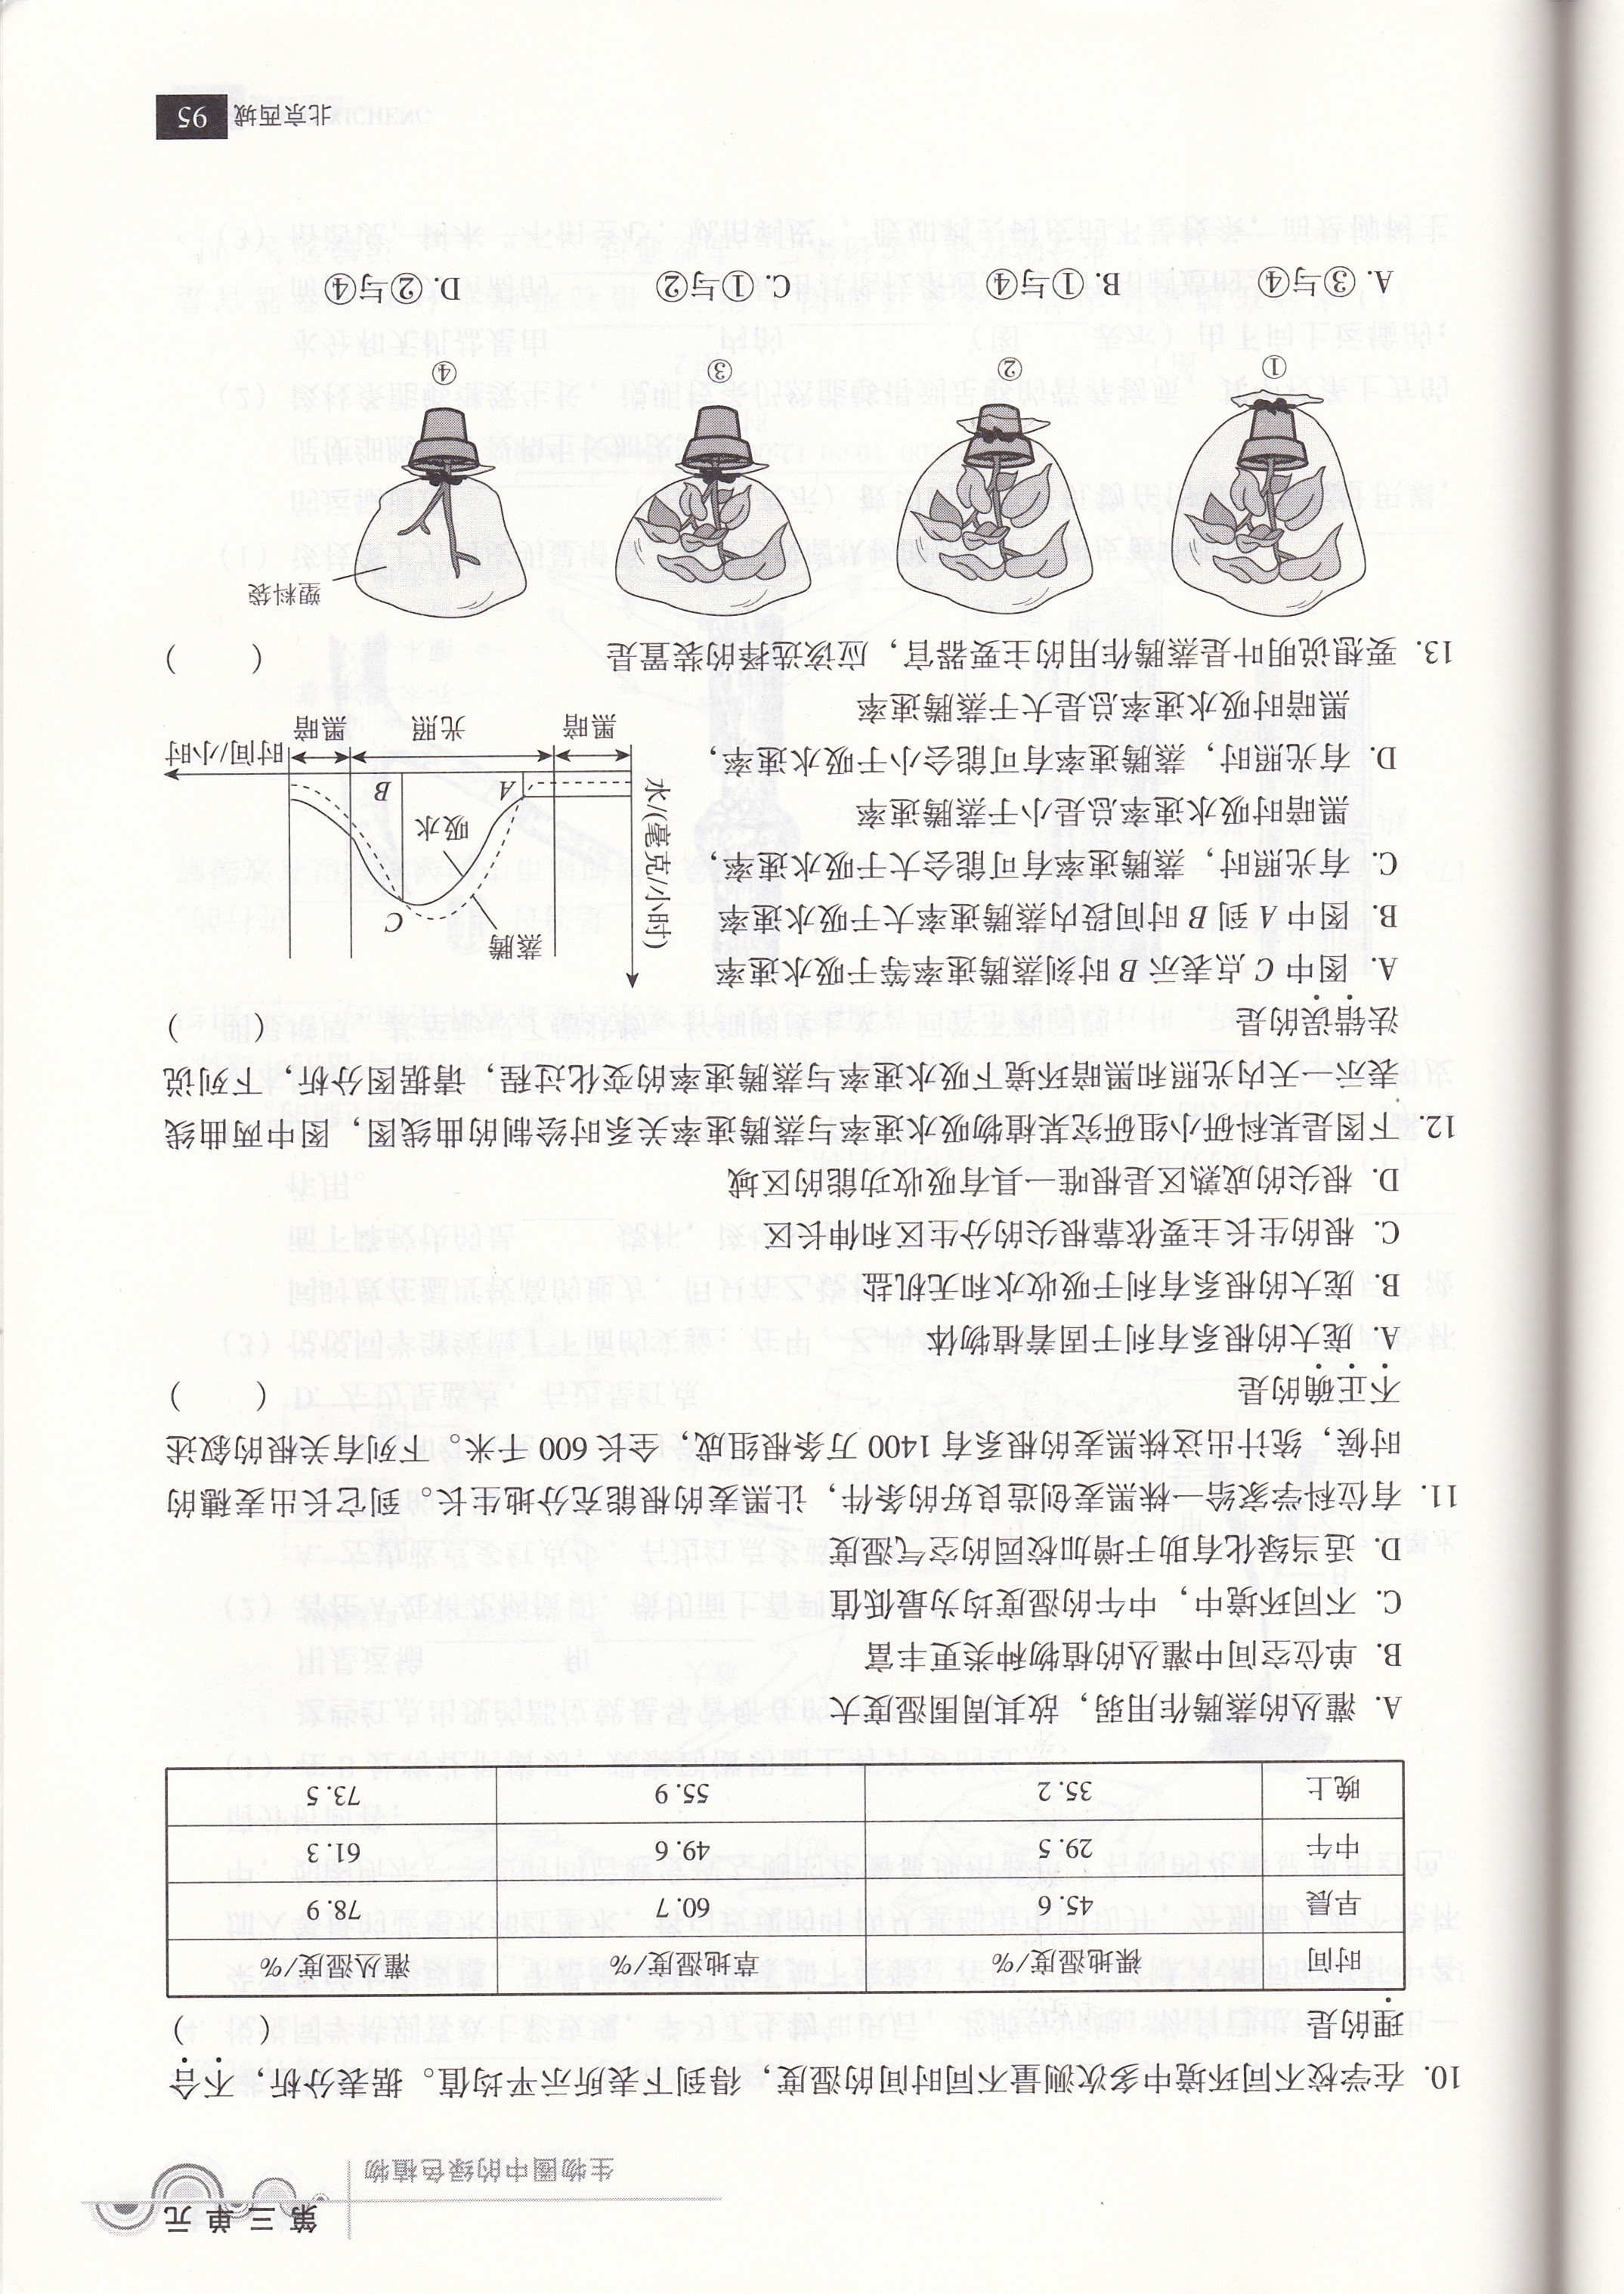 第三单元
生物圈中的绿色植物
10. 在学校不同环境中多次测量不同时间的湿度，得到下表所示平均值。据表分析，不合
理的是 （ ）
时间 裸地湿度/% 草地湿度/% 灌丛湿度/%
早晨 45.6 60.7 78.9
中午 29.5 49.6 61.3
晚上 35.2 55.9 73.5
A. 灌丛的蒸腾作用弱，故其周围湿度大
B. 单位空间中灌丛的植物种类更丰富
C. 不同环境中，中午的湿度均为最低值
D. 适当绿化有助于增加校园的空气湿度
11. 有位科学家给一株黑麦创造良好的条件，让黑麦的根能充分地生长。到它长出麦穗的
时候，统计出这株黑麦的根系有 1400 万条根组成，全长 600 千米。下列有关根的叙述
不正确的是 （ ）
A. 庞大的根系有利于固着植物体
B. 庞大的根系有利于吸收水和无机盐
C. 根的生长主要依靠根尖的分生区和伸长区
D. 根尖的成熟区是根唯一具有吸收功能的区域
12. 下图是某科研小组研究某植物吸水速率与蒸腾速率关系时绘制的曲线图，图中两曲线
表示一天内光照和黑暗环境下吸水速率与蒸腾速率的变化过程，请据图分析，下列说
法错误的是 （ ）
A. 图中 C 点表示 B 时刻蒸腾速率等于吸水速率
B. 图中 A 到 B 时间段内蒸腾速率大于吸水速率
C. 有光照时，蒸腾速率有可能会大于吸水速率，
黑暗时吸水速率总是小于蒸腾速率
D. 有光照时，蒸腾速率有可能会小于吸水速率，
黑暗时吸水速率总是大于蒸腾速率
水/(毫克/小时)
蒸腾
C
吸水
A
B
时间/小时
黑暗 光照 黑暗
13. 要想说明叶是蒸腾作用的主要器官，应该选择的装置是 （ ）
塑料袋
① ② ③ ④
A. ③与④ B. ①与④ C. ①与② D. ②与④
北京西城 95